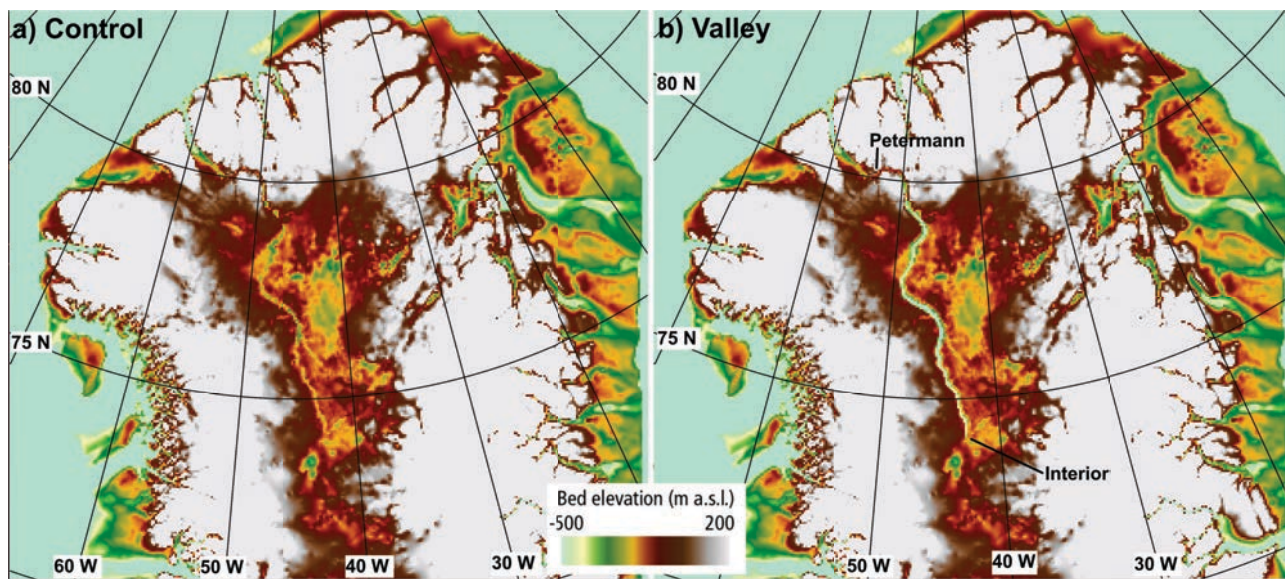 a) Control
b) Valley
80 N
80 N
Petermann
75 N
75 N
Interior
Bed elevation (m a.s.l.)
-500 200
60 W
50 W
40 W
30 W
50 W
40 W
30 W